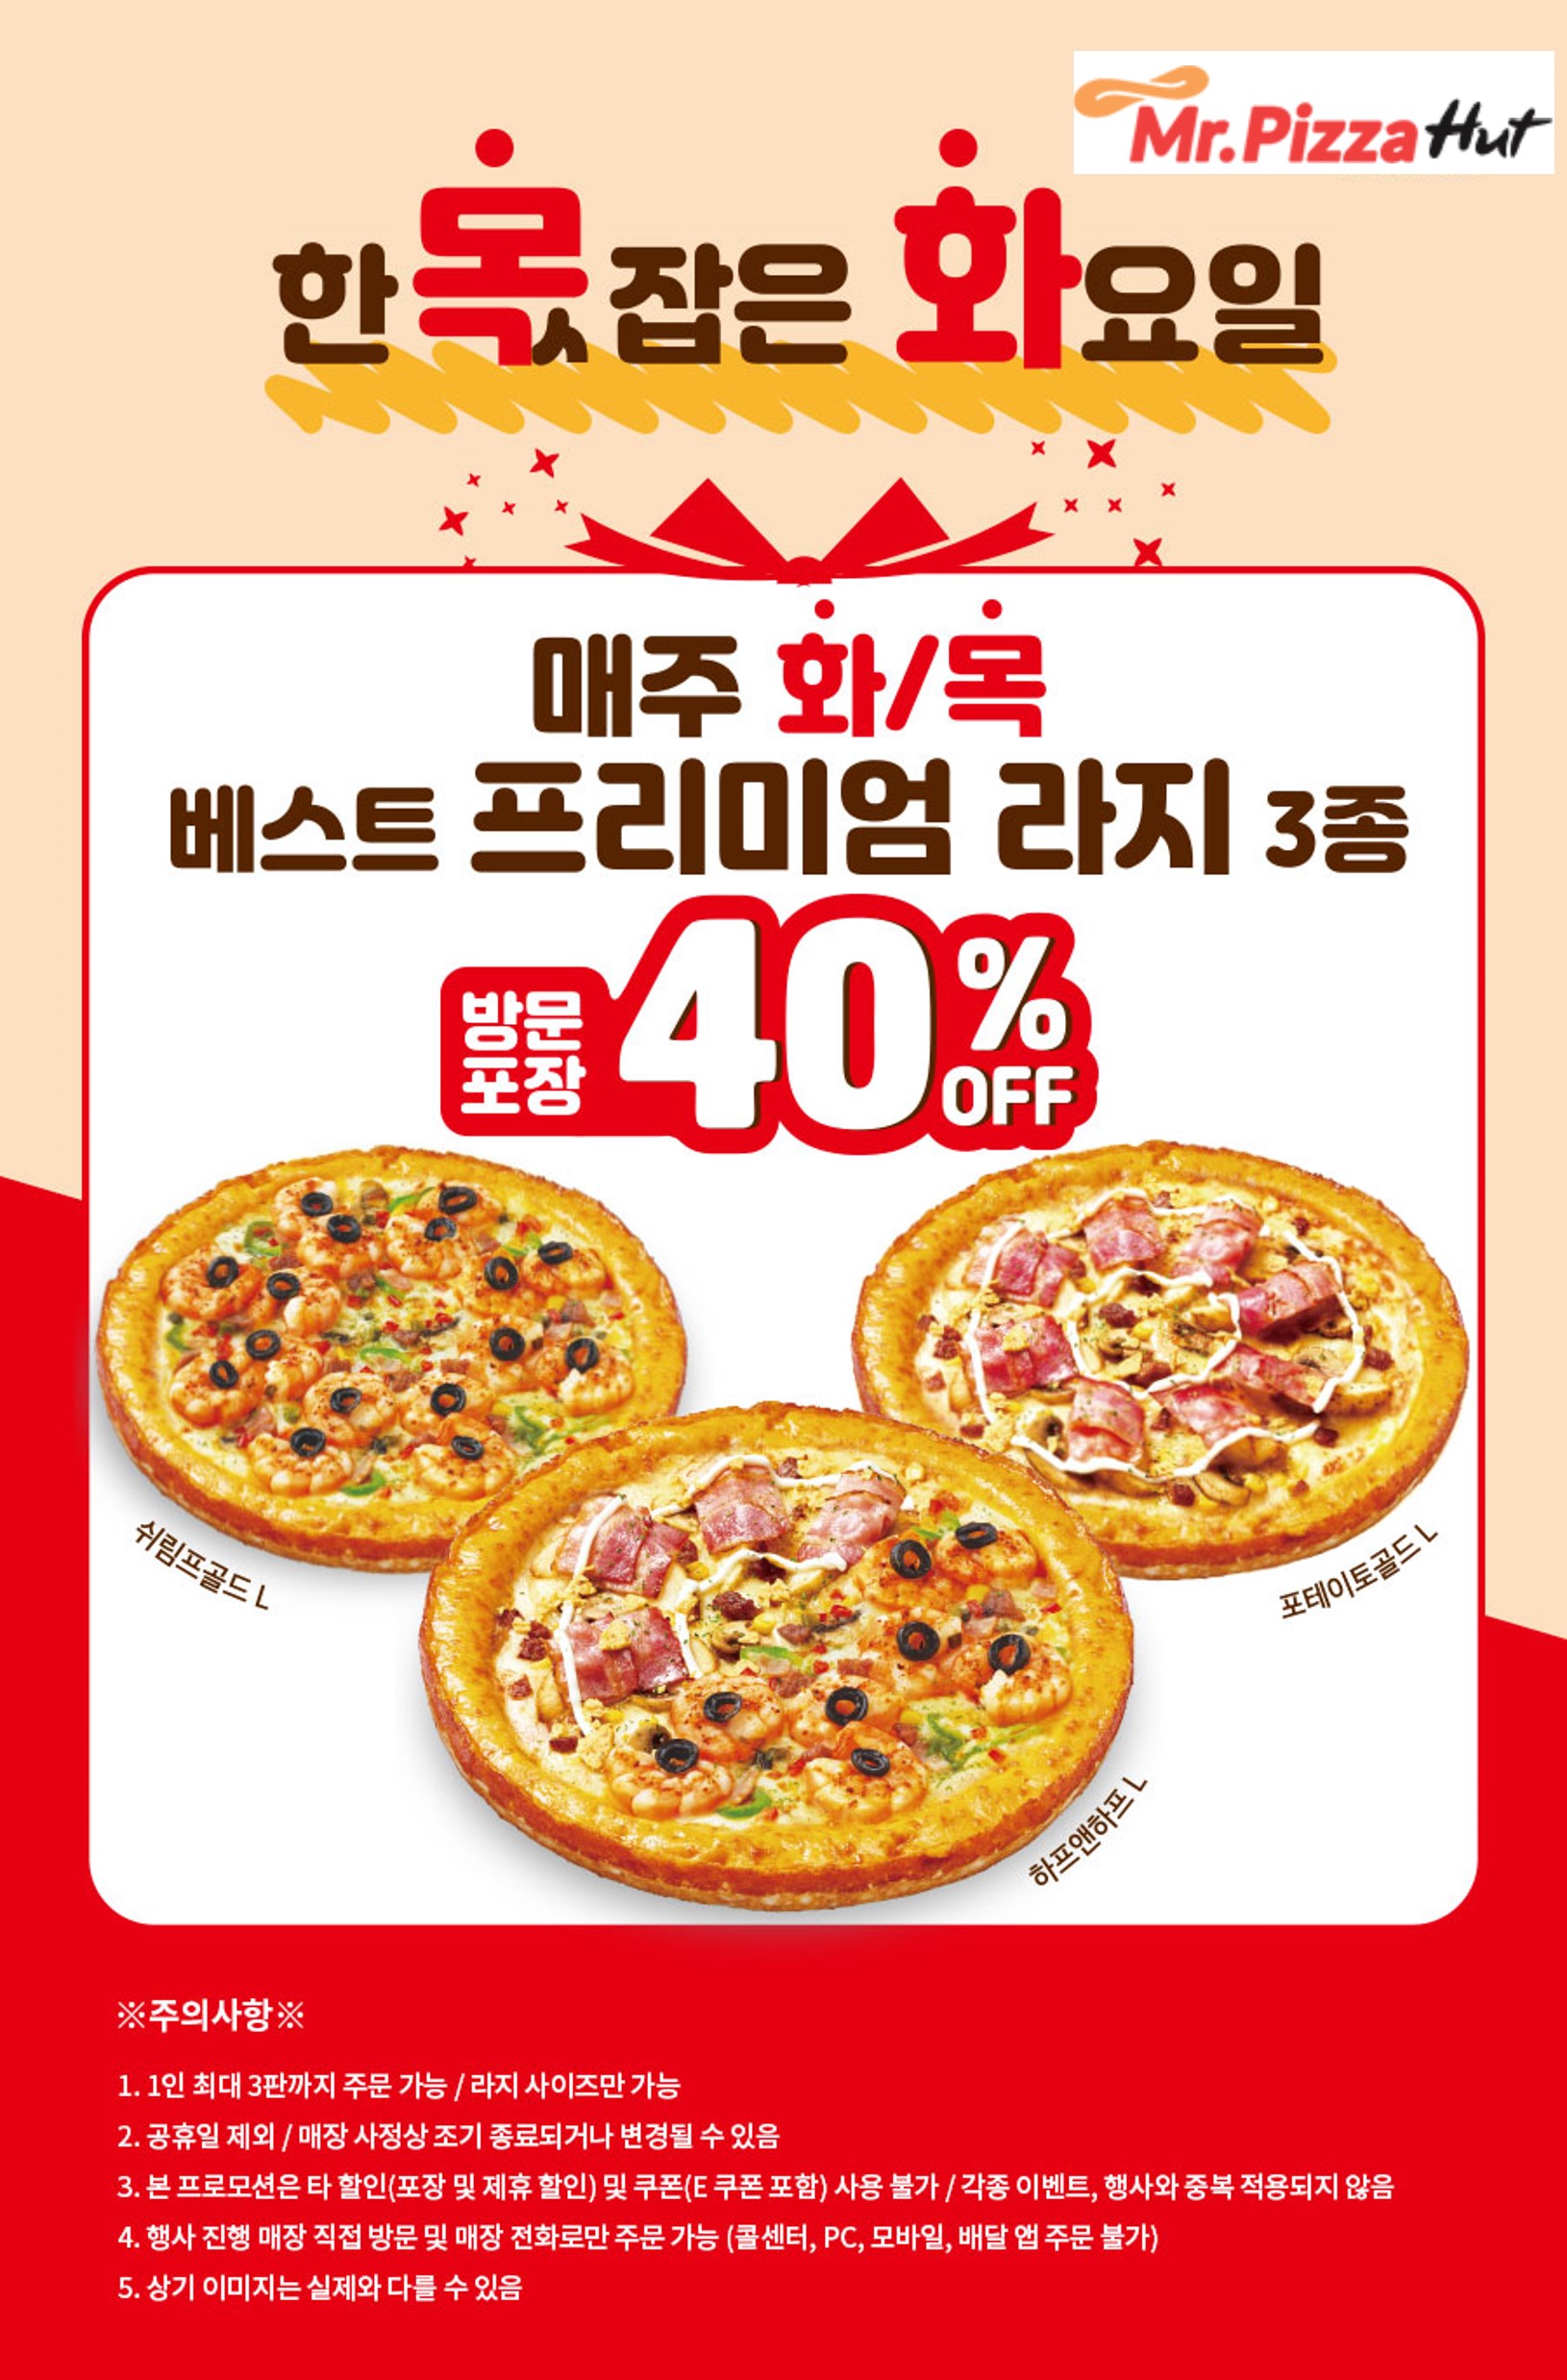 Mr.Pizza Hut
한몫 잡은 화요일
매주 화/목
베스트 프리미엄 라지 3종
방문
포장
40%
OFF
쉬림프골드 L
포테이토골드 L
하프앤하프 L
※주의사항※
1. 1인 최대 3판까지 주문 가능 / 라지 사이즈만 가능
2. 공휴일 제외 / 매장 사정상 조기 종료되거나 변경될 수 있음
3. 본 프로모션은 타 할인(포장 및 제휴 할인) 및 쿠폰(E 쿠폰 포함) 사용 불가 / 각종 이벤트, 행사와 중복 적용되지 않음
4. 행사 진행 매장 직접 방문 및 매장 전화로만 주문 가능 (콜센터, PC, 모바일, 배달 앱 주문 불가)
5. 상기 이미지는 실제와 다를 수 있음